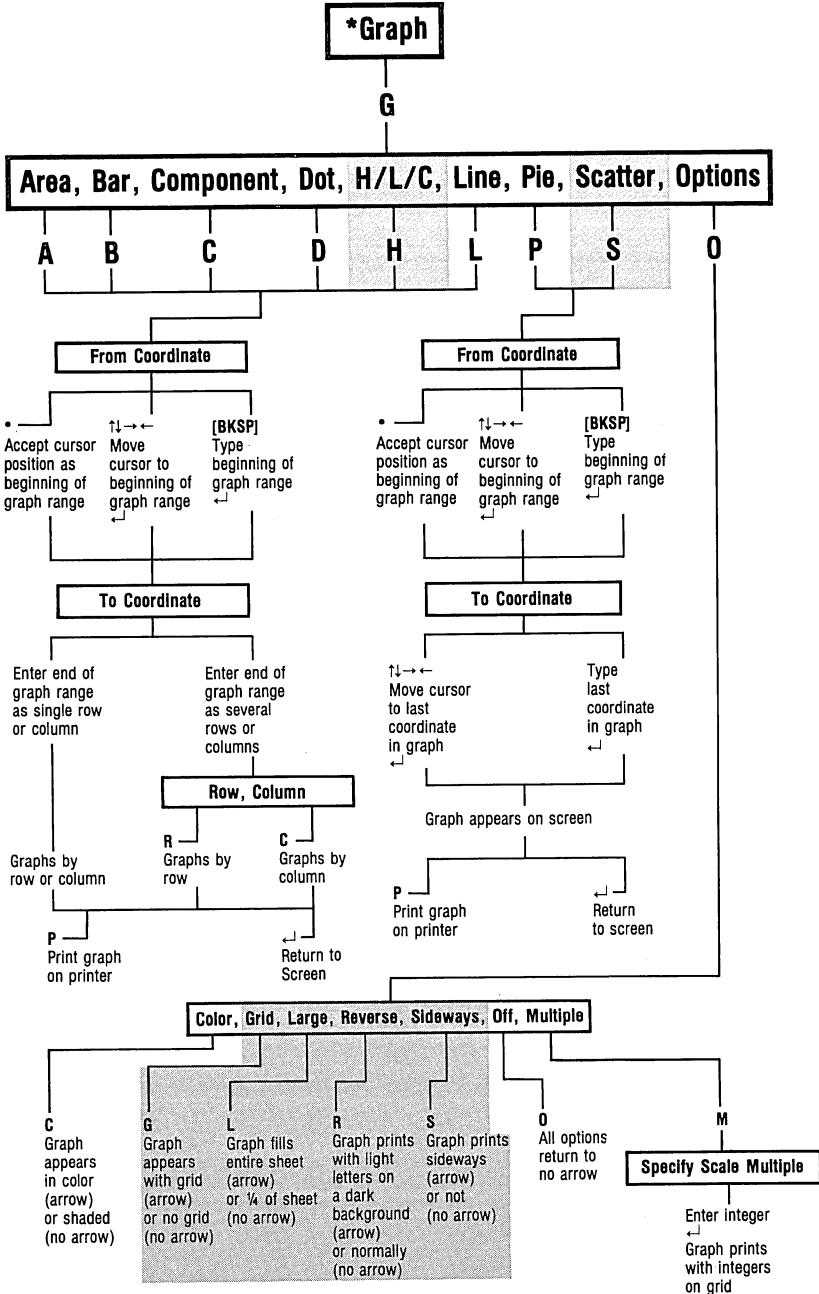 *Graph
G
Area, Bar, Component, Dot, H/L/C, Line, Pie, Scatter, Options
A B C D H L P S O
From Coordinate
•
Accept cursor
position as
beginning of
graph range
↑↓→←
Move
cursor to
beginning of
graph range
↵
[BKSP]
Type
beginning of
graph range
↵
To Coordinate
Enter end of
graph range
as single row
or column
Enter end of
graph range
as several
rows or
columns
Row, Column
Graphs by
row or column
R
Graphs by
row
C
Graphs by
column
P
Print graph
on printer
↵
Return to
Screen
From Coordinate
•
Accept cursor
position as
beginning of
graph range
↑↓→←
Move
cursor to
beginning of
graph range
↵
[BKSP]
Type
beginning of
graph range
↵
To Coordinate
↑↓→←
Move cursor
to last
coordinate
in graph
↵
Type
last
coordinate
in graph
↵
Graph appears on screen
P
Print graph
on printer
↵
Return
to screen
Color, Grid, Large, Reverse, Sideways, Off, Multiple
C
Graph
appears
in color
(arrow)
or shaded
(no arrow)
G
Graph
appears
with grid
(arrow)
or no grid
(no arrow)
L
Graph fills
entire sheet
(arrow)
or ¼ of sheet
(no arrow)
R
Graph prints
with light
letters on
a dark
background
(arrow)
or normally
(no arrow)
S
Graph prints
sideways
(arrow)
or not
(no arrow)
O
All options
return to
no arrow
M
Specify Scale Multiple
Enter integer
↵
Graph prints
with integers
on grid